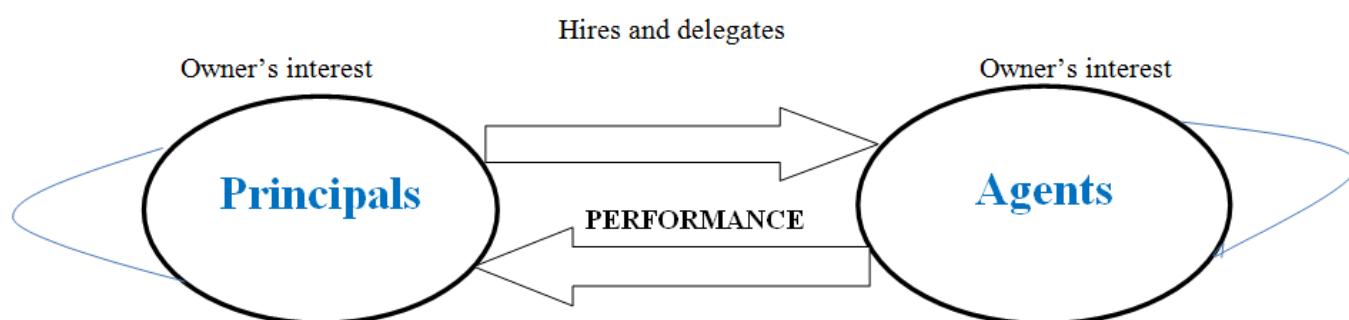 Hires and delegates
Owner’s interest
Owner’s interest
Principals
Agents
PERFORMANCE